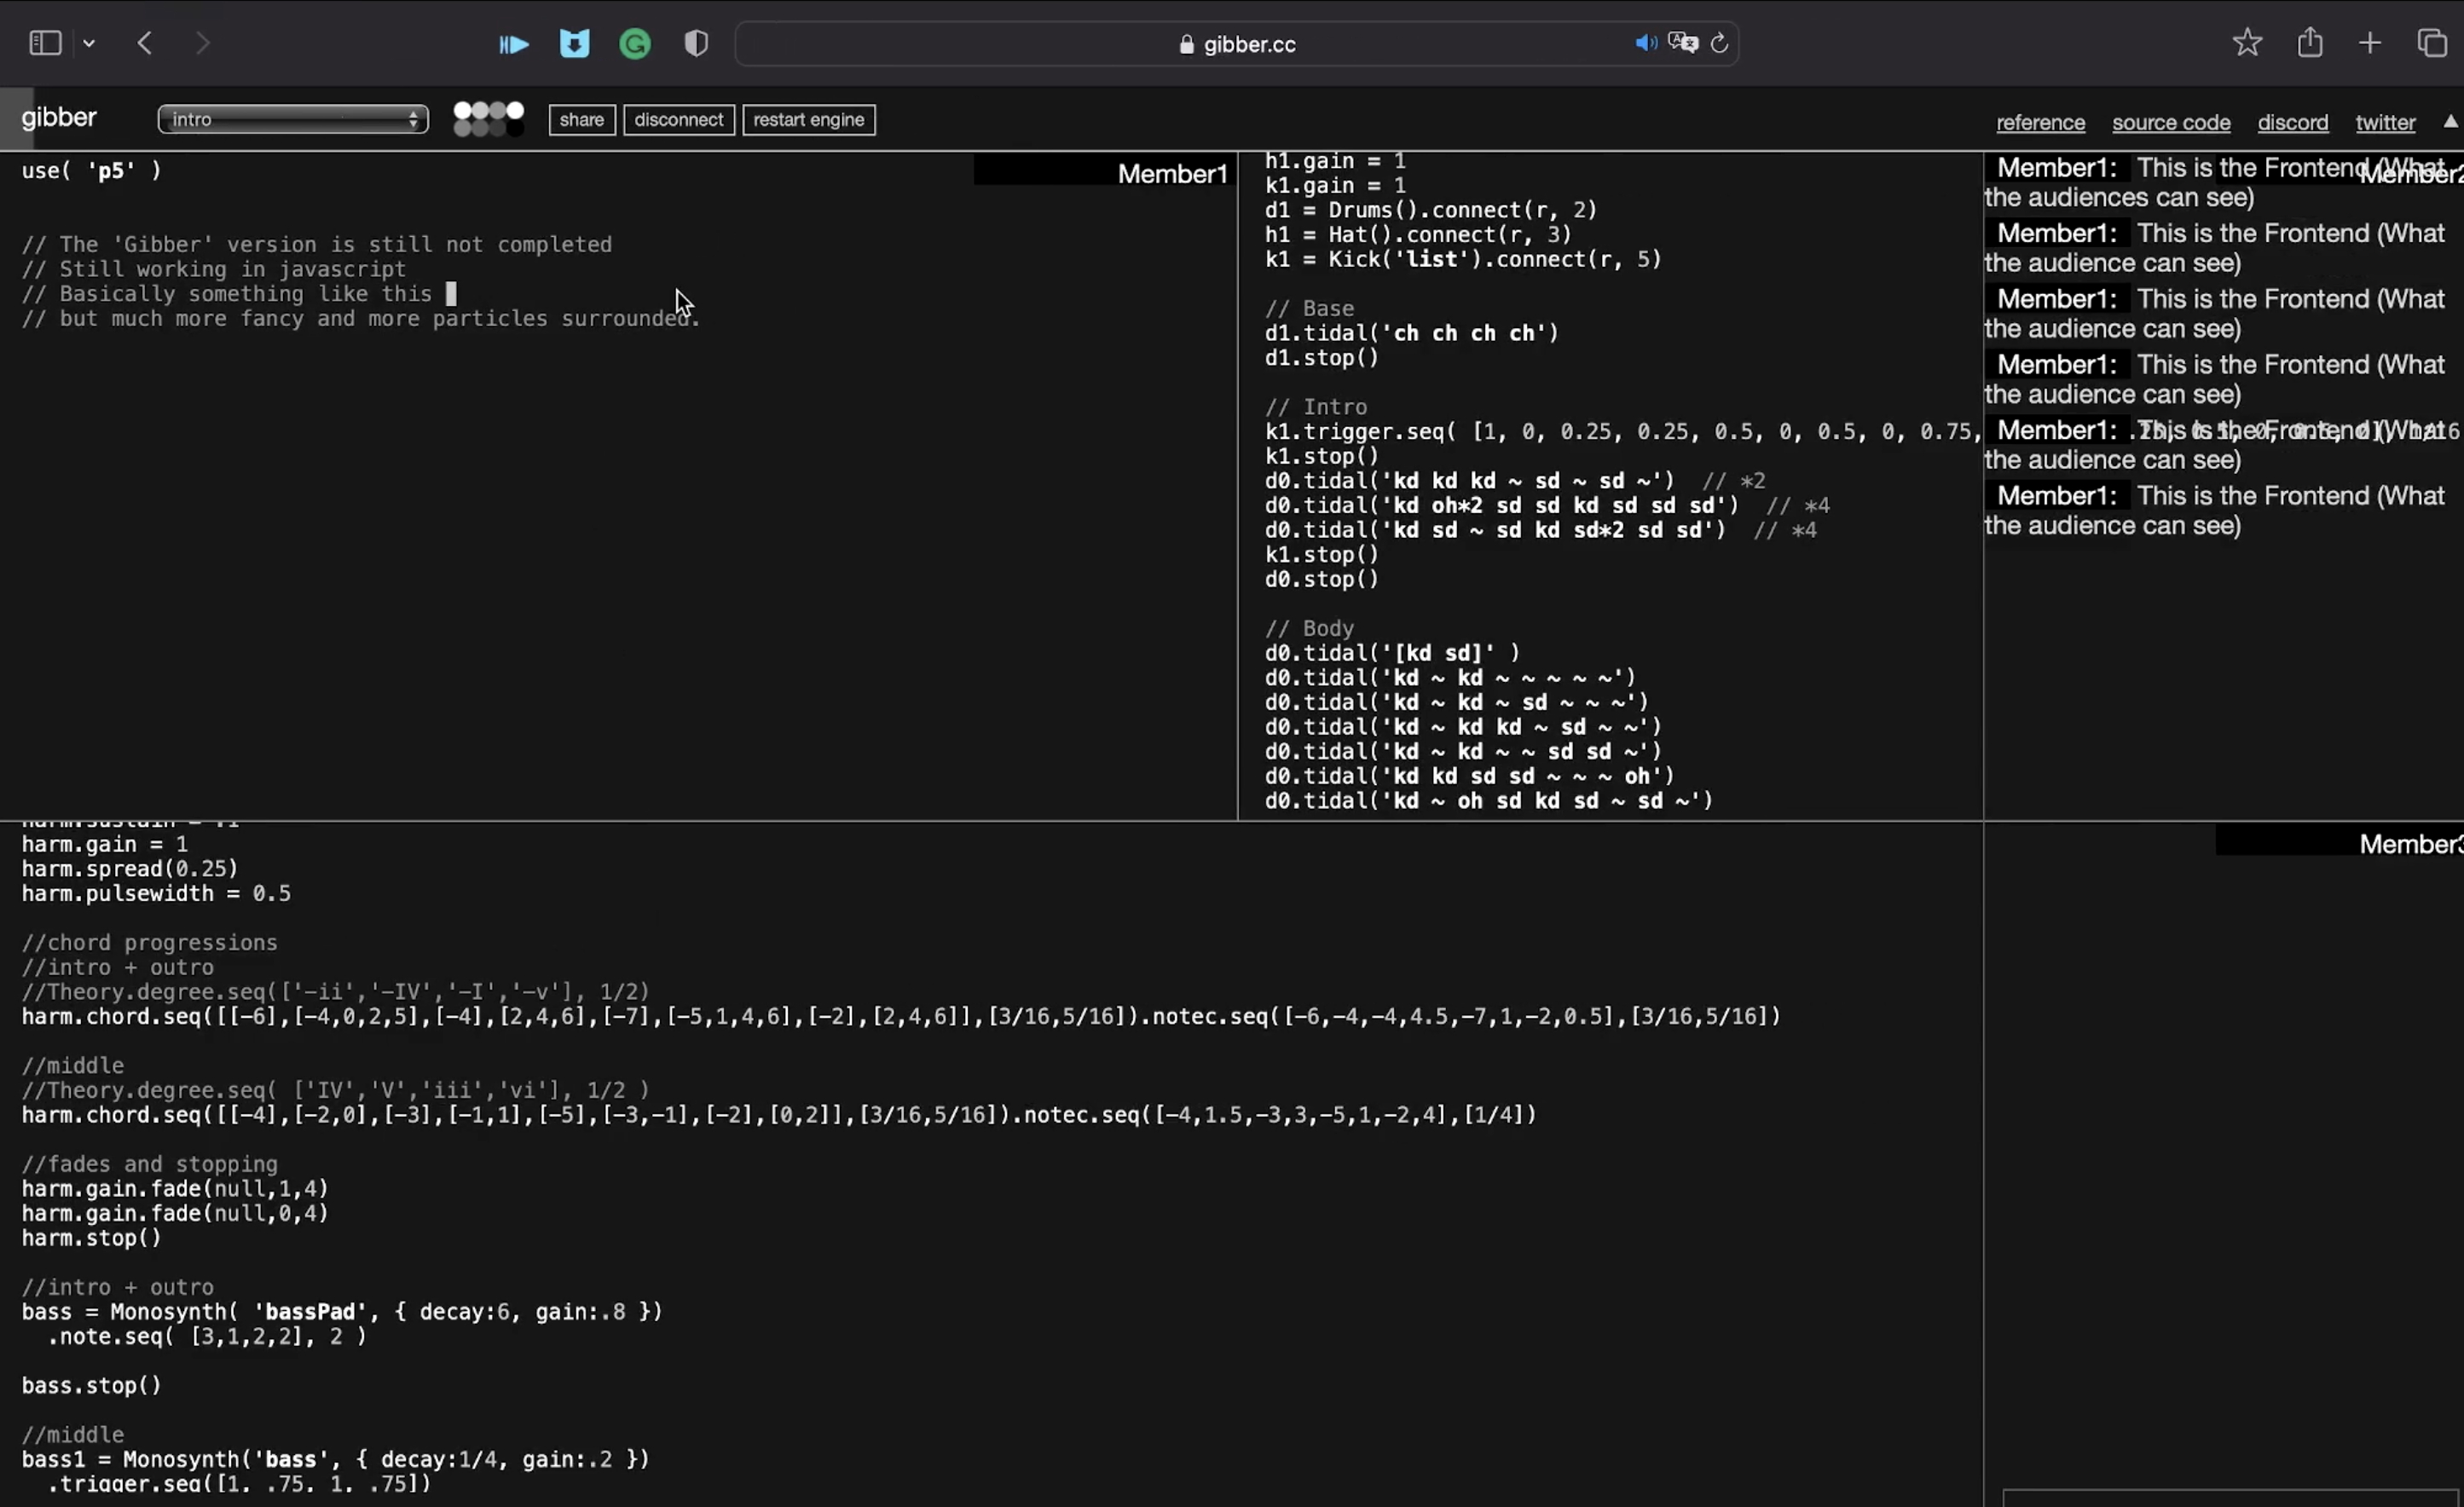 gibber.cc
gibber
intro
share
disconnect
restart engine
reference
source code
discord
twitter
use( 'p5' )
Member1
// The 'Gibber' version is still not completed
// Still working in javascript
// Basically something like this
// but much more fancy and more particles surrounded.
h1.gain = 1
k1.gain = 1
d1 = Drums().connect(r, 2)
h1 = Hat().connect(r, 3)
k1 = Kick('list').connect(r, 5)
// Base
d1.tidal('ch ch ch ch')
d1.stop()
// Intro
k1.trigger.seq( [1, 0, 0.25, 0.25, 0.5, 0, 0.5, 0, 0.75,
k1.stop()
d0.tidal('kd kd kd ~ sd ~ sd ~')  // *2
d0.tidal('kd oh*2 sd sd kd sd sd sd')  // *4
d0.tidal('kd sd ~ sd kd sd*2 sd sd')  // *4
k1.stop()
d0.stop()
// Body
d0.tidal('[kd sd]' )
d0.tidal('kd ~ kd ~ ~ ~ ~ ~')
d0.tidal('kd ~ kd ~ sd ~ ~ ~')
d0.tidal('kd ~ kd kd ~ sd ~ ~')
d0.tidal('kd ~ kd ~ ~ sd sd ~')
d0.tidal('kd kd sd sd ~ ~ ~ oh')
d0.tidal('kd ~ oh sd kd sd ~ sd ~')
Member1: This is the Frontend (What
the audiences can see)
Member1: This is the Frontend (What
the audience can see)
Member1: This is the Frontend (What
the audience can see)
Member1: This is the Frontend (What
the audience can see)
Member1: This is the Frontend (What
the audience can see)
Member1: This is the Frontend (What
the audience can see)
harm.gain = 1
harm.spread(0.25)
harm.pulsewidth = 0.5
//chord progressions
//intro + outro
//Theory.degree.seq(['-ii','-IV','-I','-v'], 1/2)
harm.chord.seq([[-6],[-4,0,2,5],[-4],[2,4,6],[-7],[-5,1,4,6],[-2],[2,4,6]],[3/16,5/16]).notec.seq([-6,-4,-4,4.5,-7,1,-2,0.5],[3/16,5/16])
//middle
//Theory.degree.seq( ['IV','V','iii','vi'], 1/2 )
harm.chord.seq([[-4],[-2,0],[-3],[-1,1],[-5],[-3,-1],[-2],[0,2]],[3/16,5/16]).notec.seq([-4,1.5,-3,3,-5,1,-2,4],[1/4])
//fades and stopping
harm.gain.fade(null,1,4)
harm.gain.fade(null,0,4)
harm.stop()
//intro + outro
bass = Monosynth( 'bassPad', { decay:6, gain:.8 })
.note.seq( [3,1,2,2], 2 )
bass.stop()
//middle
bass1 = Monosynth('bass', { decay:1/4, gain:.2 })
.trigger.seq([1, .75, 1, .75])
Member3